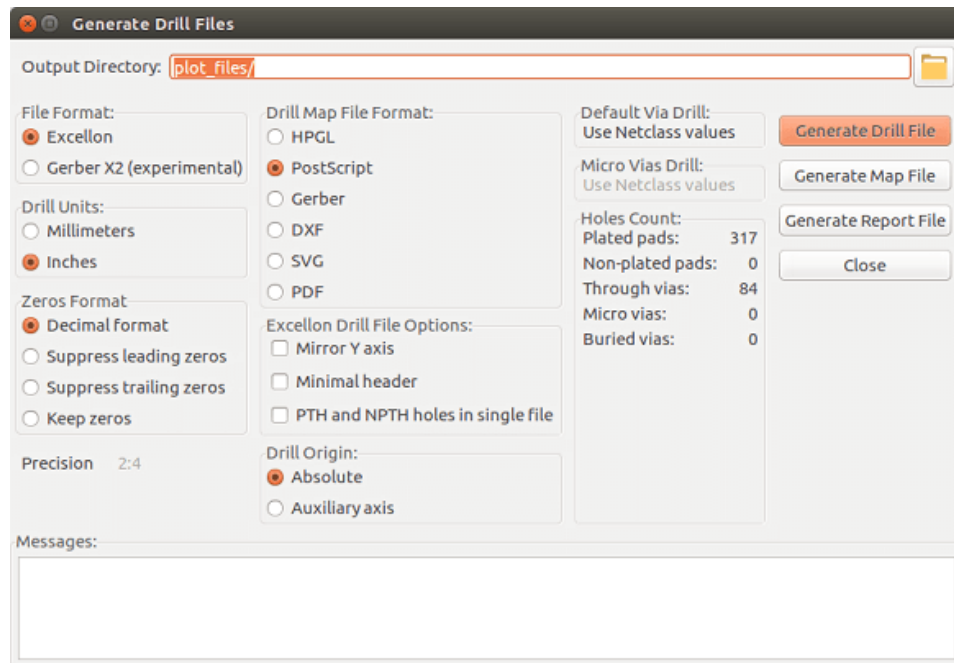 Generate Drill Files
Output Directory: plot_files/
File Format:
Excellon
Gerber X2 (experimental)
Drill Units:
Millimeters
Inches
Zeros Format
Decimal format
Suppress leading zeros
Suppress trailing zeros
Keep zeros
Precision 2:4
Drill Map File Format:
HPGL
PostScript
Gerber
DXF
SVG
PDF
Excellon Drill File Options:
Mirror Y axis
Minimal header
PTH and NPTH holes in single file
Drill Origin:
Absolute
Auxiliary axis
Default Via Drill:
Use Netclass values
Micro Vias Drill:
Use Netclass values
Holes Count:
Plated pads: 317
Non-plated pads: 0
Through vias: 84
Micro vias: 0
Buried vias: 0
Generate Drill File
Generate Map File
Generate Report File
Close
Messages: